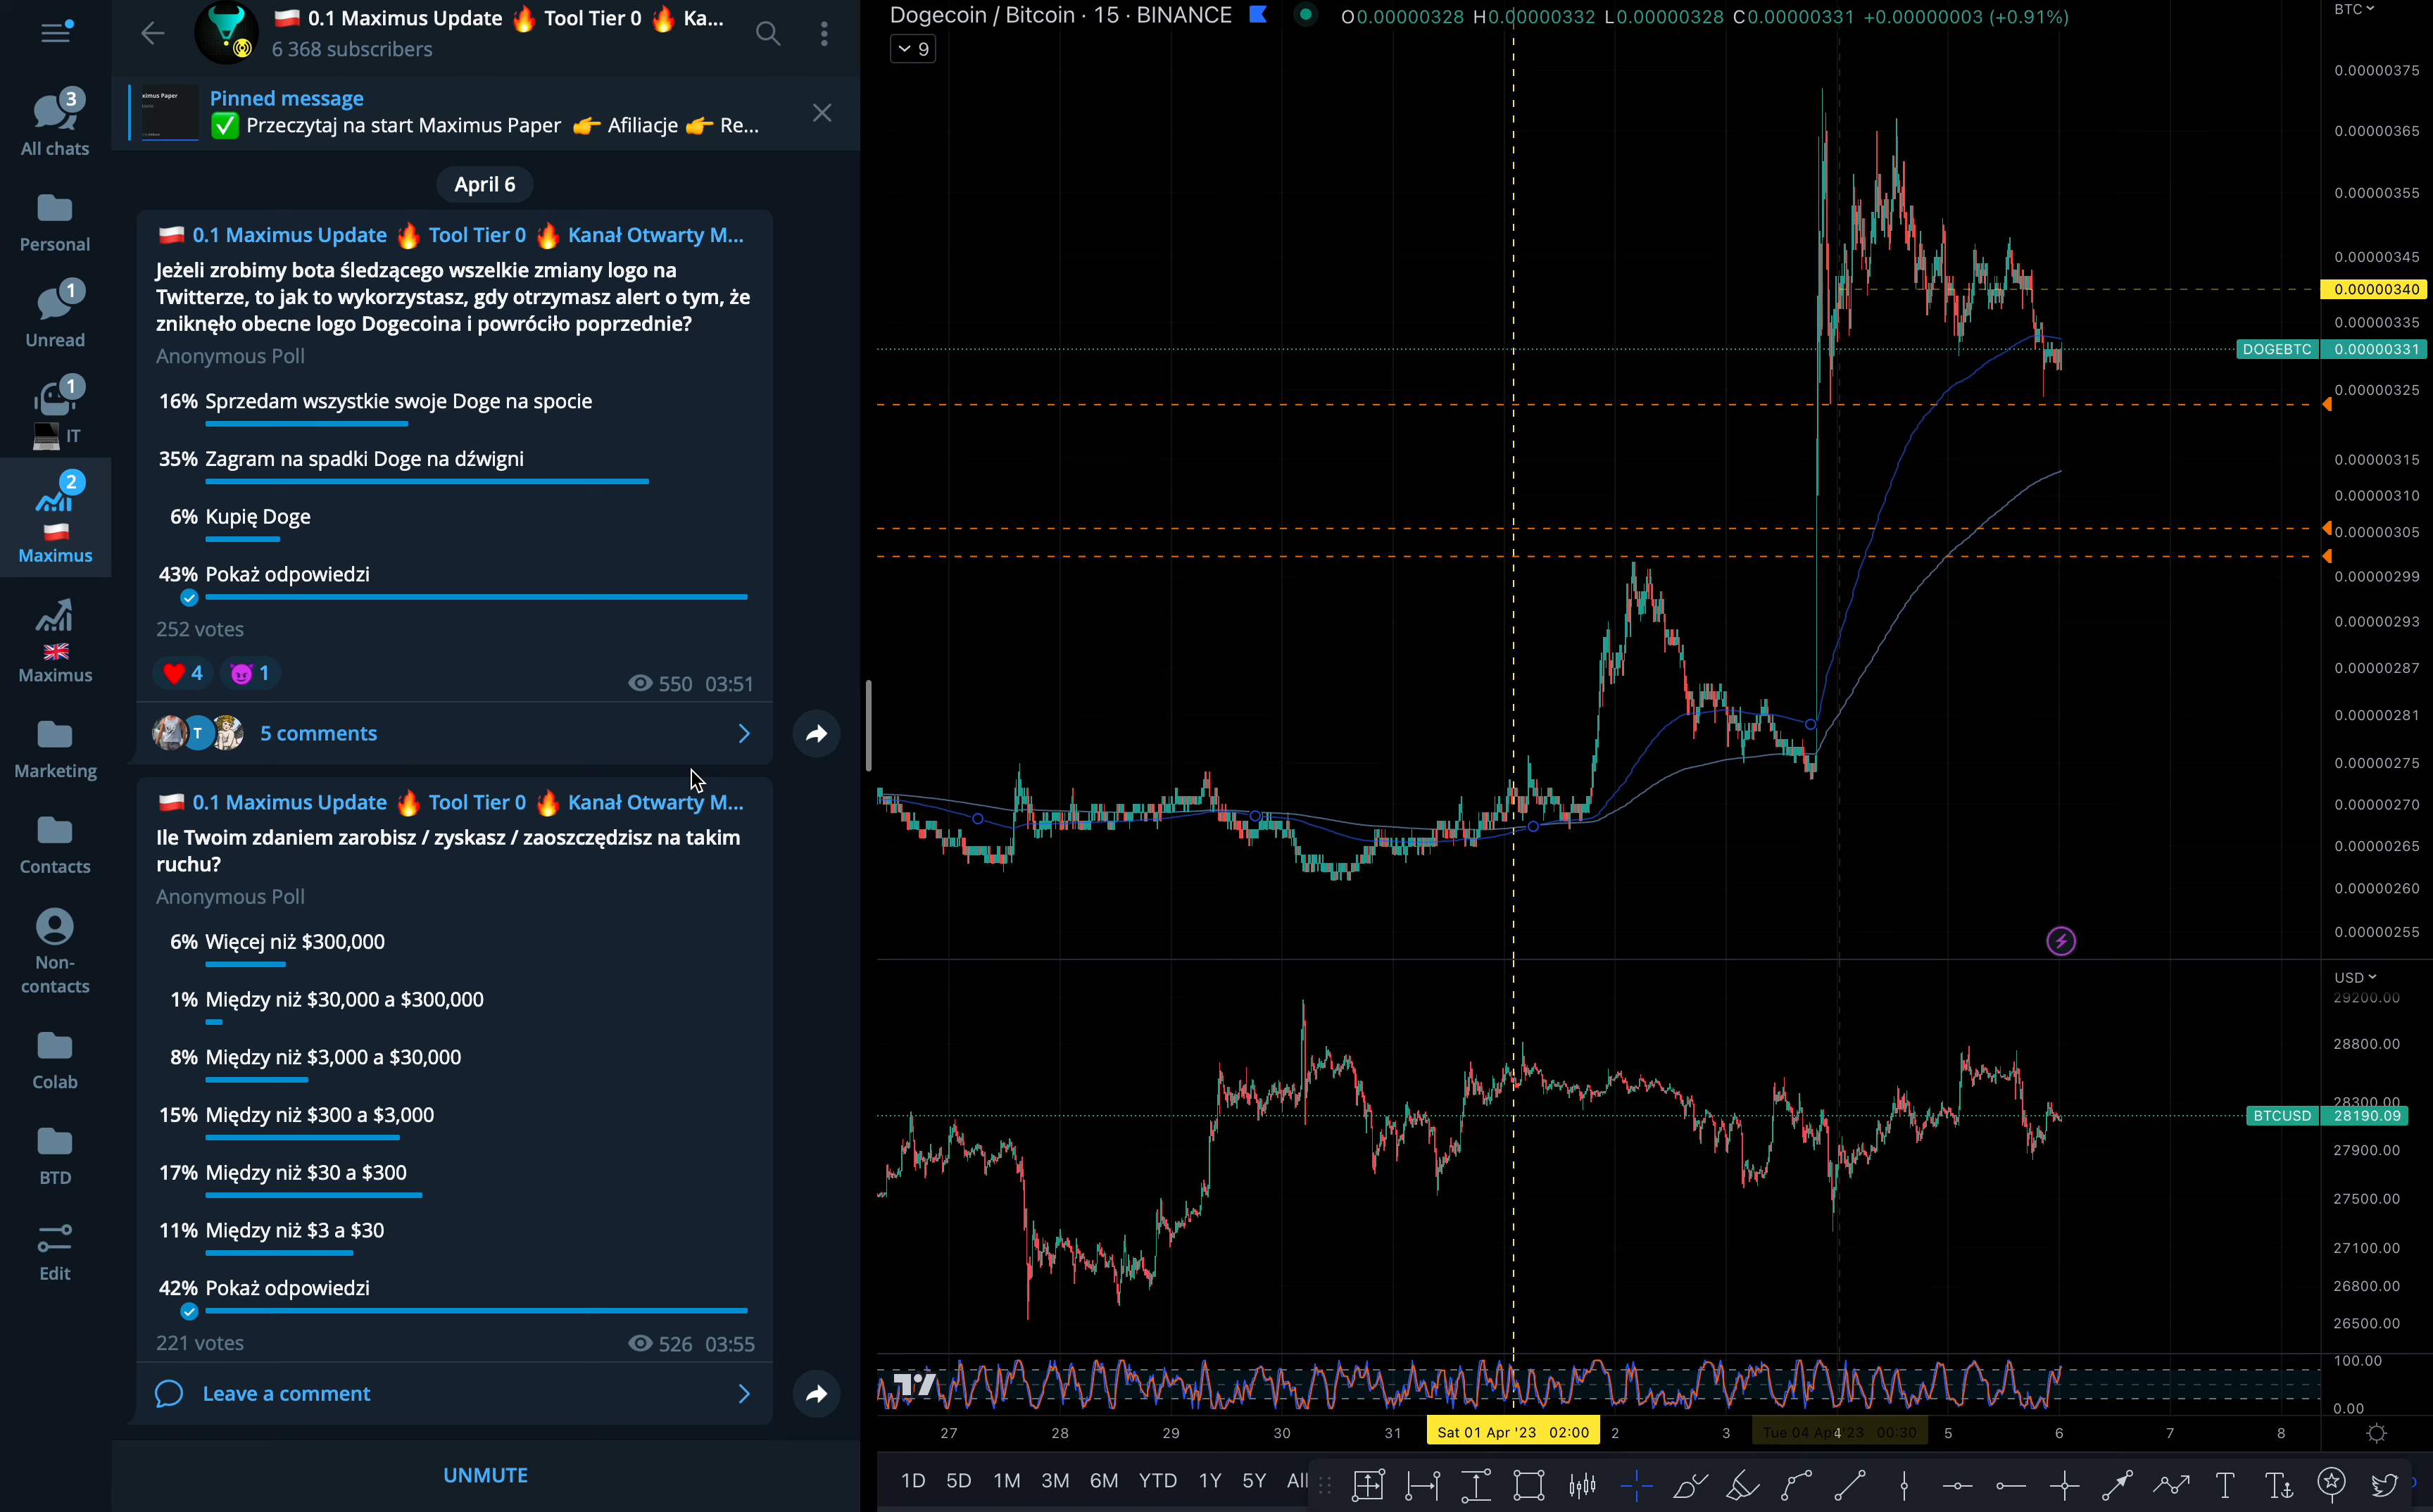 🇵🇱 0.1 Maximus Update 🔥 Tool Tier 0 🔥 Ka...
6 368 subscribers
Pinned message
✅ Przeczytaj na start Maximus Paper 👉 Afiliacje 👉 Re...
3
All chats
Personal
1
Unread
1
IT
2
Maximus
Maximus
Marketing
Contacts
Non-
contacts
Colab
BTD
Edit
April 6
🇵🇱 0.1 Maximus Update 🔥 Tool Tier 0 🔥 Kanał Otwarty M...
Jeżeli zrobimy bota śledzącego wszelkie zmiany logo na
Twitterze, to jak to wykorzystasz, gdy otrzymasz alert o tym, że
zniknęło obecne logo Dogecoina i powróciło poprzednie?
Anonymous Poll
16% Sprzedam wszystkie swoje Doge na spocie
35% Zagram na spadki Doge na dźwigni
6% Kupię Doge
43% Pokaż odpowiedzi
252 votes
❤️ 4 😈 1
550 03:51
T
5 comments
🇵🇱 0.1 Maximus Update 🔥 Tool Tier 0 🔥 Kanał Otwarty M...
Ile Twoim zdaniem zarobisz / zyskasz / zaoszczędzisz na takim
ruchu?
Anonymous Poll
6% Więcej niż $300,000
1% Między niż $30,000 a $300,000
8% Między niż $3,000 a $30,000
15% Między niż $300 a $3,000
17% Między niż $30 a $300
11% Między niż $3 a $30
42% Pokaż odpowiedzi
221 votes
526 03:55
Leave a comment
UNMUTE
Dogecoin / Bitcoin · 15 · BINANCE O0.00000328 H0.00000332 L0.00000328 C0.00000331 +0.00000003 (+0.91%)
9
BTC
0.00000375
0.00000365
0.00000355
0.00000345
0.00000340
0.00000335
DOGEBTC 0.00000331
0.00000325
0.00000315
0.00000310
0.00000305
0.00000299
0.00000293
0.00000287
0.00000281
0.00000275
0.00000270
0.00000265
0.00000260
0.00000255
USD
29200.00
28800.00
28300.00
BTCUSD 28190.09
27900.00
27500.00
27100.00
26800.00
26500.00
100.00
0.00
27 28 29 30 31 Sat 01 Apr '23 02:00 2 3 4 5 6 7 8
1D 5D 1M 3M 6M YTD 1Y 5Y All